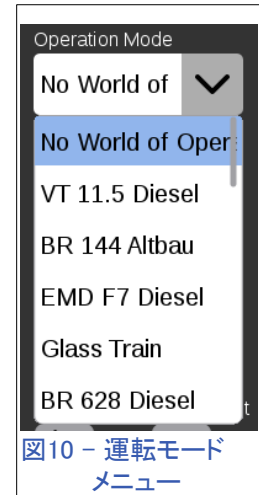 Operation Mode
No World of
No World of Oper
VT 11.5 Diesel
BR 144 Altbau
EMD F7 Diesel
Glass Train
BR 628 Diesel
t
図10 – 運転モード
メニュー